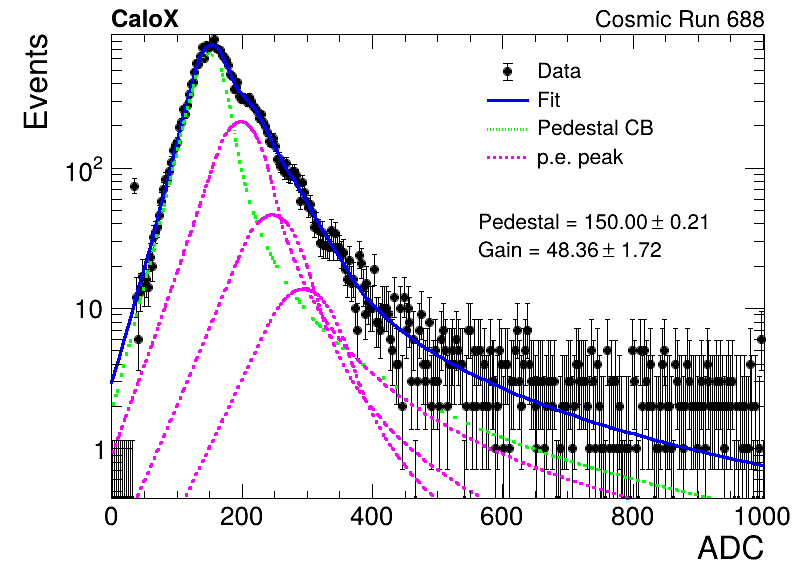 CaloX Cosmic Run 688
Events
Data
Fit
Pedestal CB
p.e. peak
Pedestal = 150.00 ± 0.21
Gain = 48.36 ± 1.72
10²
10
1
0 200 400 600 800 1000
ADC